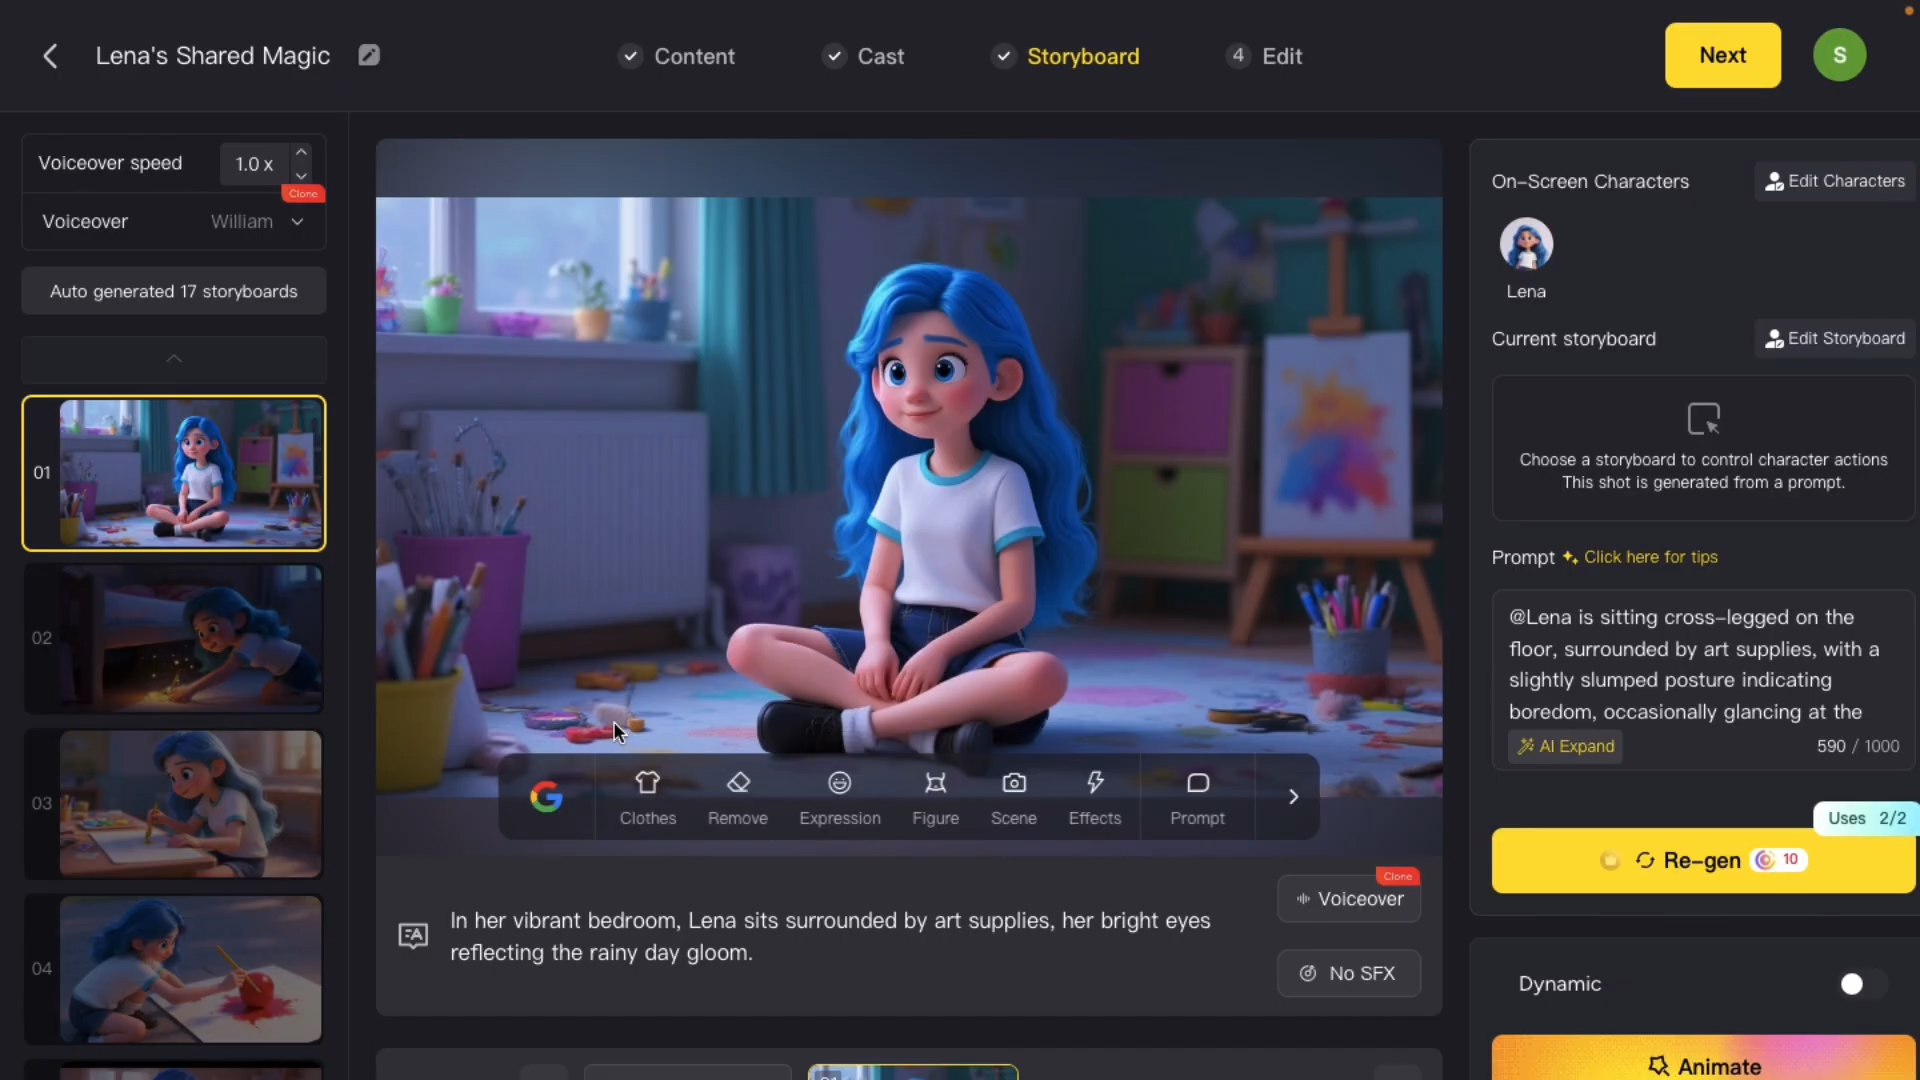 Lena's Shared Magic
Content
Cast
Storyboard
4 Edit
Next
S
Voiceover speed
1.0 x
Clone
Voiceover
William
Auto generated 17 storyboards
01
02
03
04
Clothes
Remove
Expression
Figure
Scene
Effects
Prompt
In her vibrant bedroom, Lena sits surrounded by art supplies, her bright eyes
reflecting the rainy day gloom.
Clone
Voiceover
No SFX
On-Screen Characters
Edit Characters
Lena
Current storyboard
Edit Storyboard
Choose a storyboard to control character actions
This shot is generated from a prompt.
Prompt
Click here for tips
@Lena is sitting cross-legged on the
floor, surrounded by art supplies, with a
slightly slumped posture indicating
boredom, occasionally glancing at the
AI Expand
590 / 1000
Uses 2/2
Re-gen
10
Dynamic
Animate